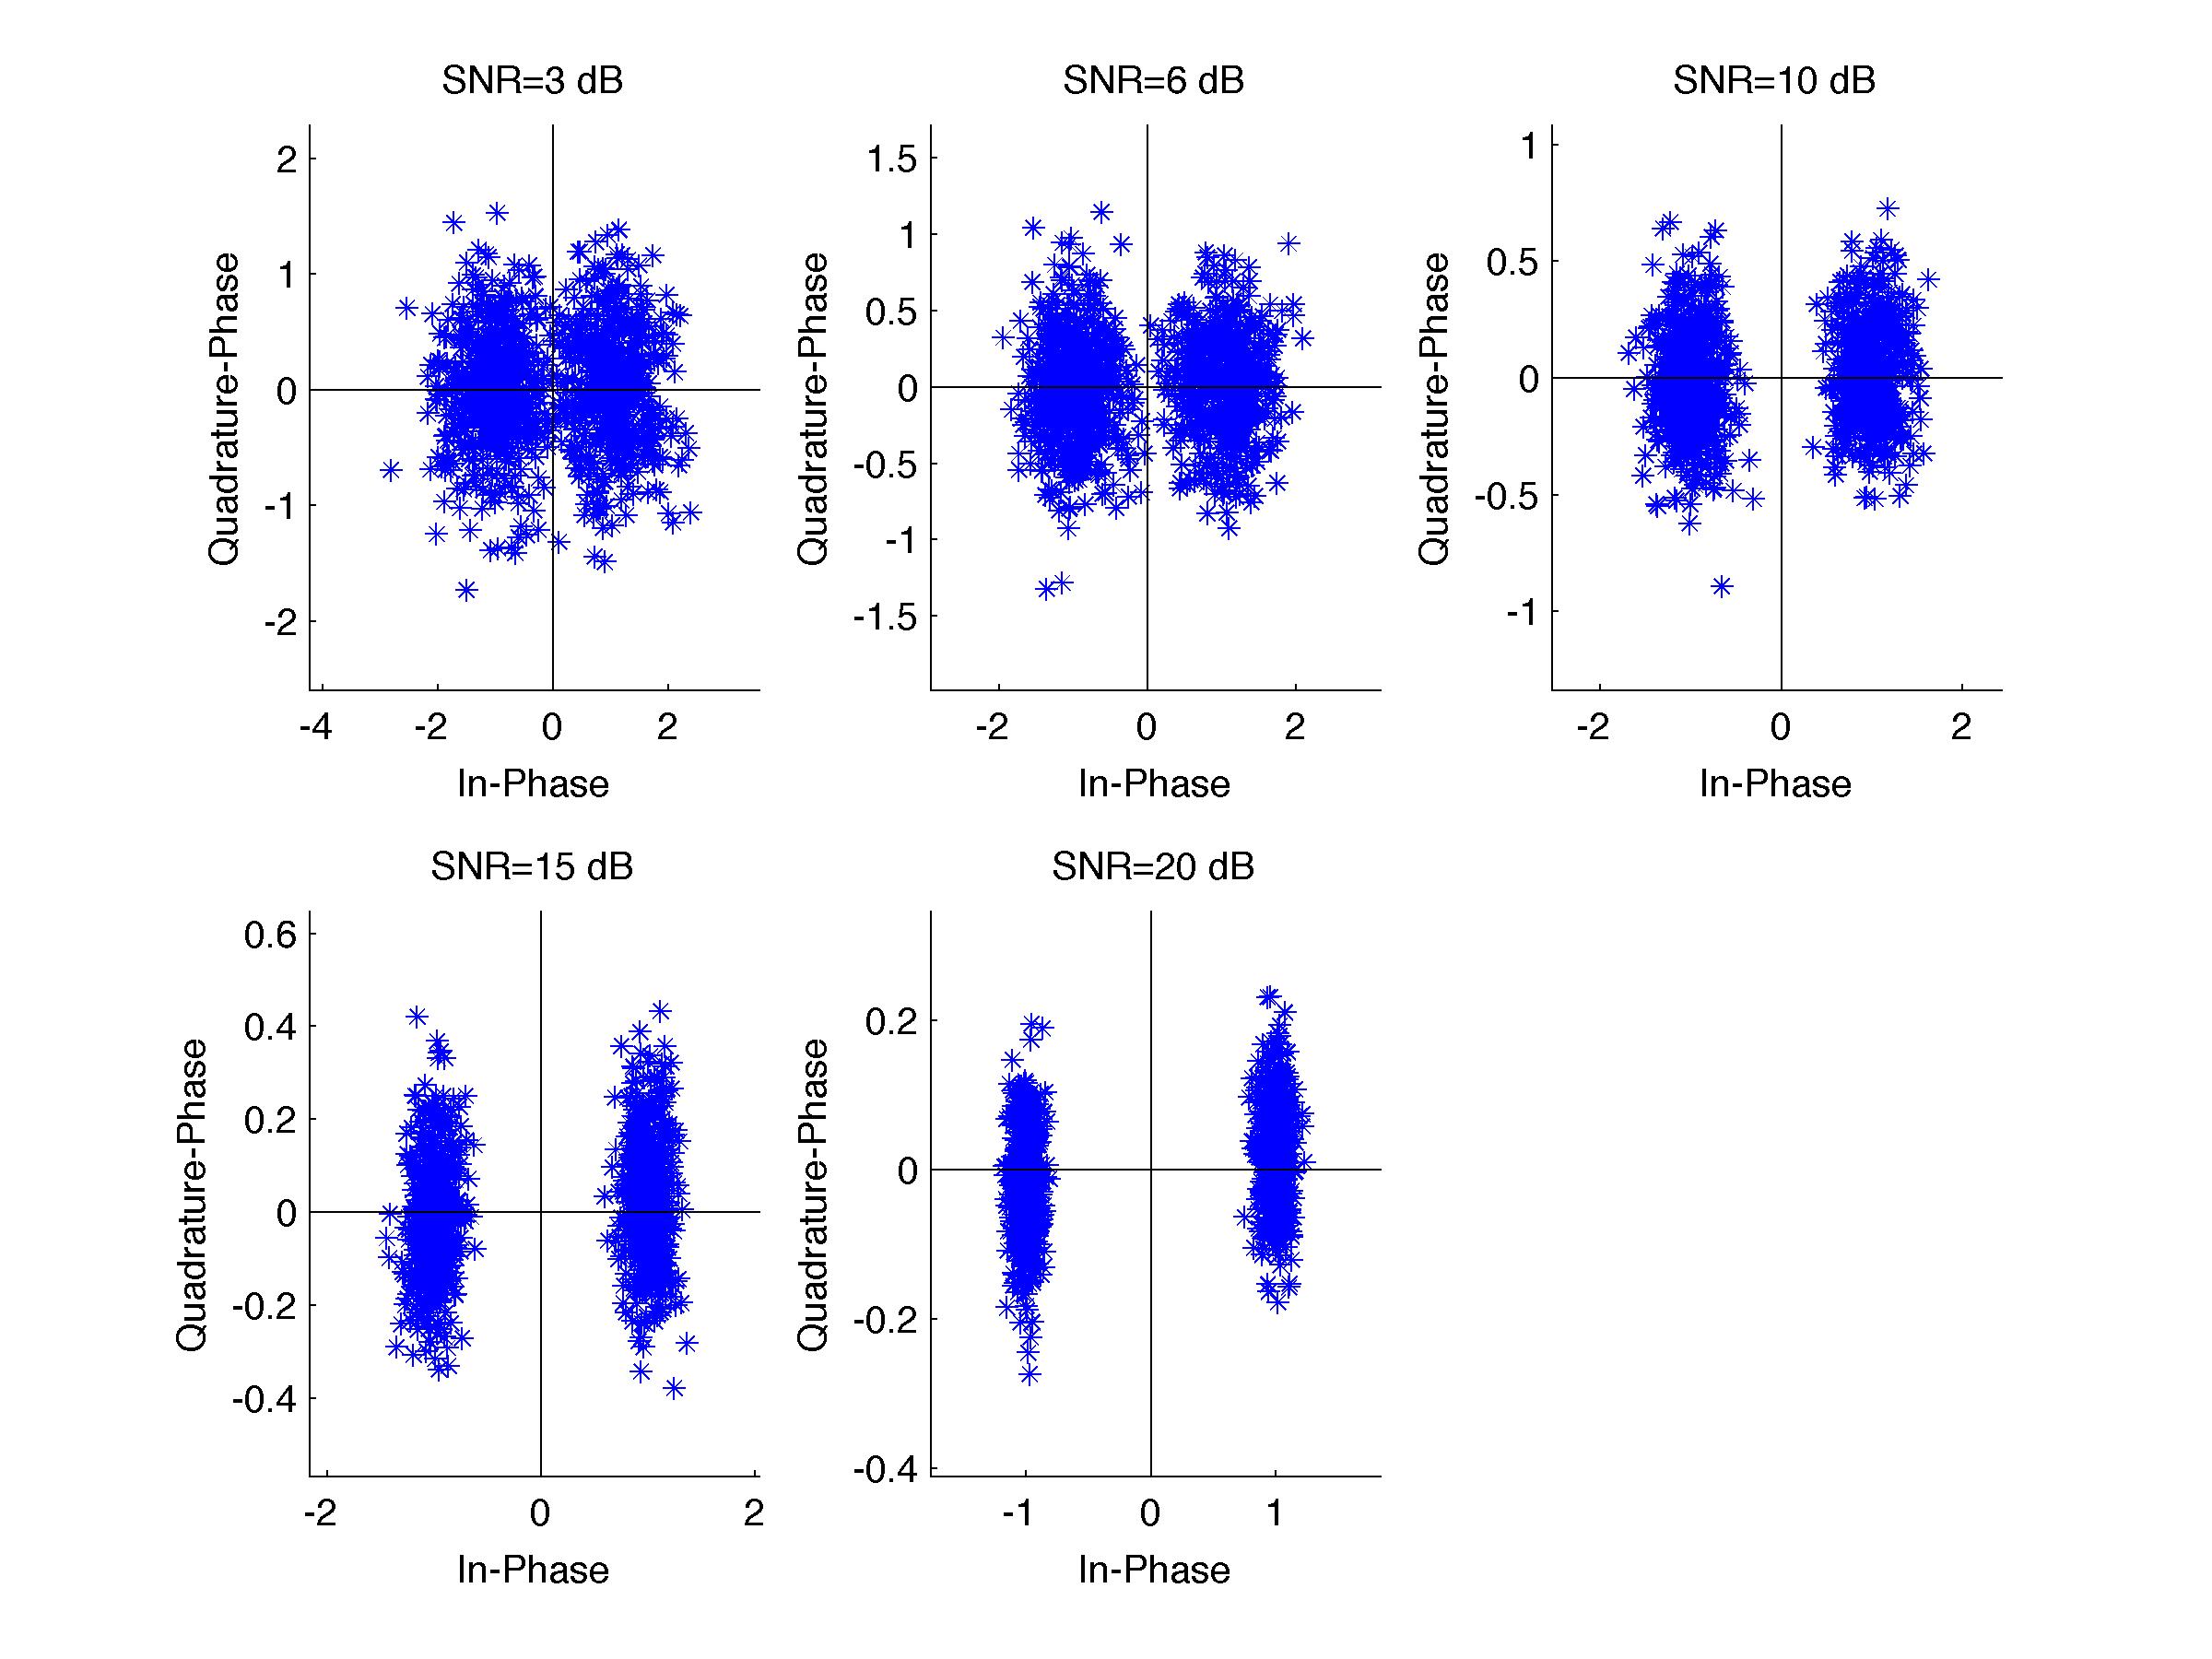 SNR=3 dB
2
1
0
-1
-2
Quadrature-Phase
-4 -2 0 2
In-Phase
SNR=6 dB
1.5
1
0.5
0
-0.5
-1
-1.5
Quadrature-Phase
-2 0 2
In-Phase
SNR=10 dB
1
0.5
0
-0.5
-1
Quadrature-Phase
-2 0 2
In-Phase
SNR=15 dB
0.6
0.4
0.2
0
-0.2
-0.4
Quadrature-Phase
-2 0 2
In-Phase
SNR=20 dB
0.2
0
-0.2
-0.4
Quadrature-Phase
-1 0 1
In-Phase